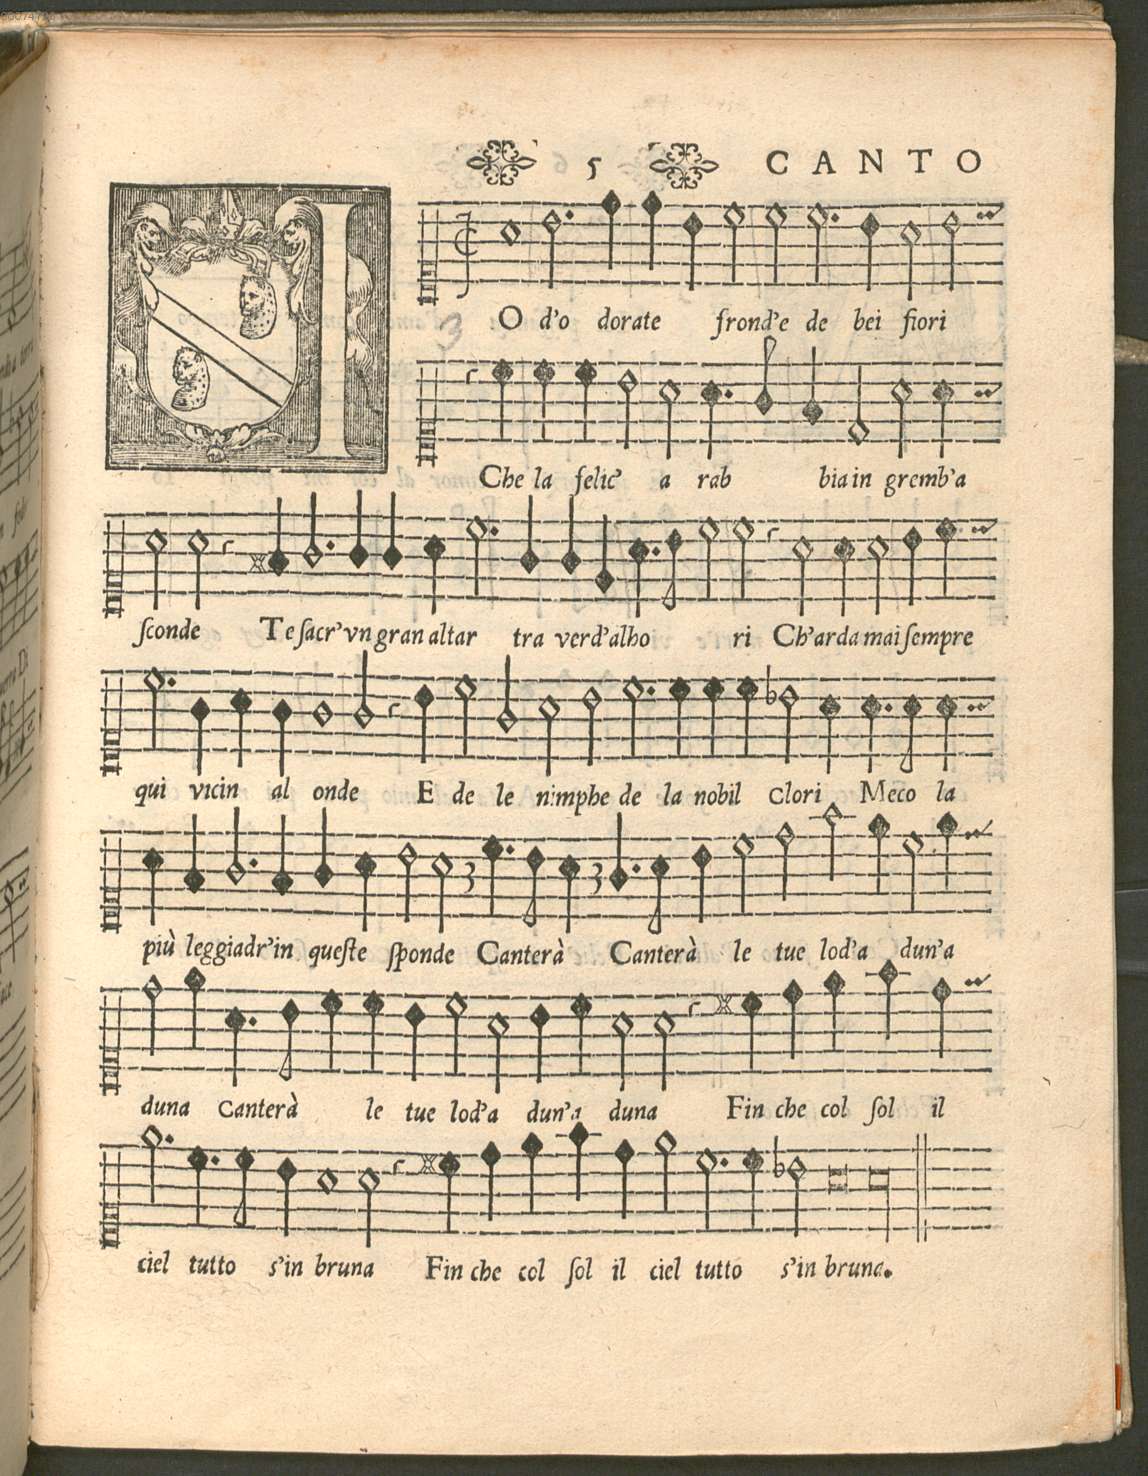 5 CANTO
I
O d'o dorate frond'e de bei fiori
Che la felic' a rab bia in gremb'a
sconde Te sacr'vn gran altar tra verd'alho ri Ch'arda mai sempre
qui vicin al onde E de le nimphe de la nobil Clori Meco la
più leggiadr'in queste sponde Canterà Canterà le tue lod'a dun'a
duna Canterà le tue lod'a dun'a duna Fin che col sol il
ciel tutto s'in bruna Fin che col sol il ciel tutto s'in bruna.